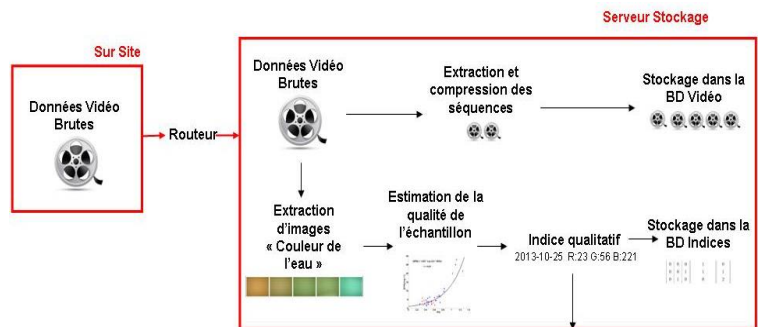 Serveur Stockage
Sur Site
Données Vidéo
Brutes
Routeur
Données Vidéo
Brutes
Extraction et
compression des
séquences
Stockage dans la
BD Vidéo
Extraction
d'images
« Couleur de
l'eau »
Estimation de la
qualité de
l'échantillon
Indice qualitatif
2013-10-25 R:23 G:56 B:221
Stockage dans la
BD Indices